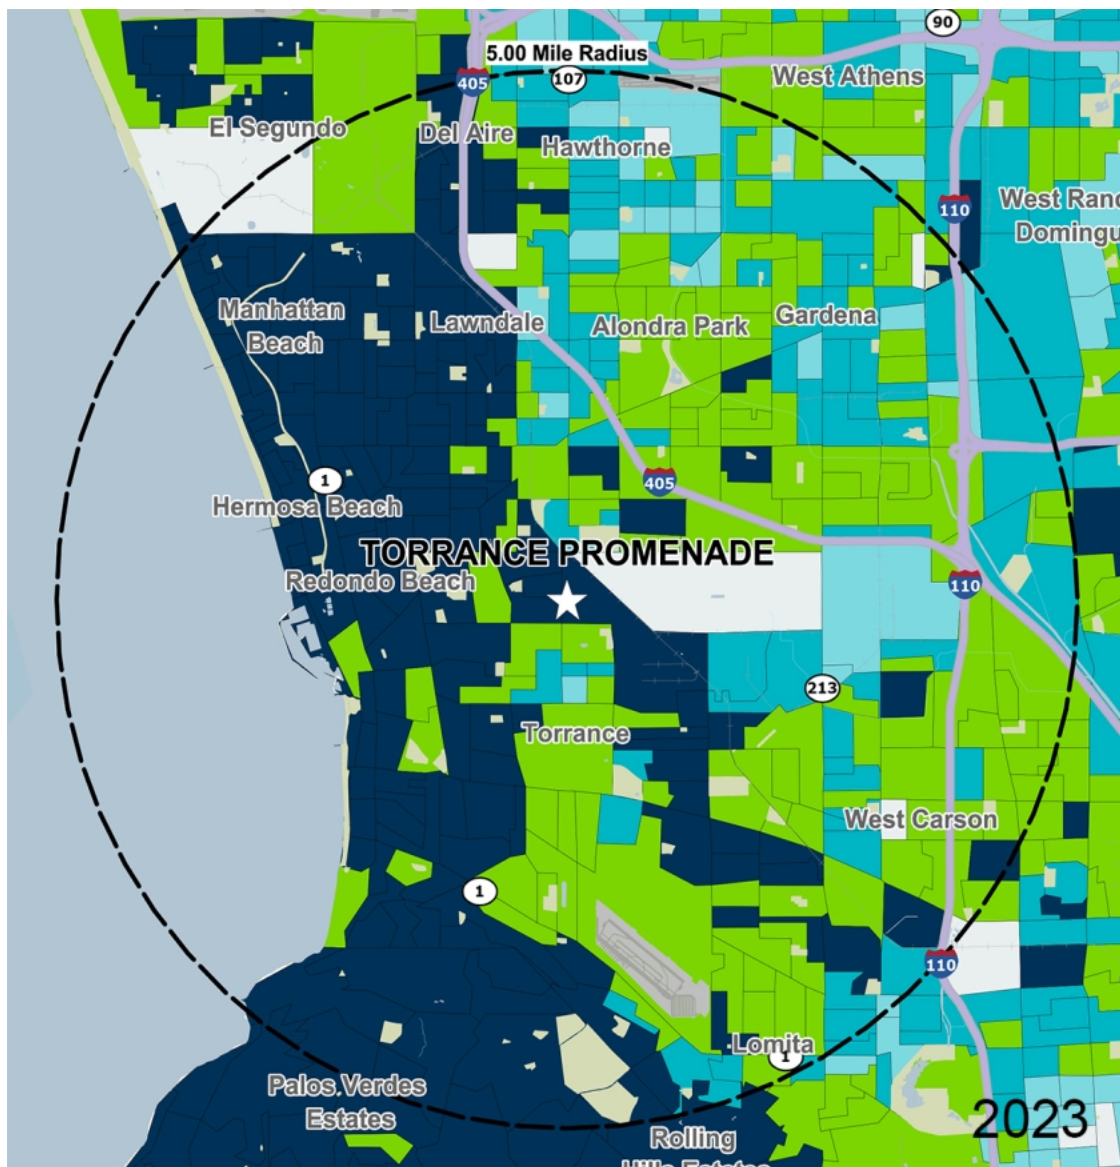 90
5.00 Mile Radius
107
West Athens
405
El Segundo
Del Aire
Hawthorne
110
West Ranc
Domingu
Manhattan
Beach
Lawndale
Alondra Park
Gardena
1
405
Hermosa Beach
TORRANCE PROMENADE
Redondo Beach
110
213
Torrance
West Carson
1
110
Lomita
1
Palos Verdes
Estates
2023
Rolling
Hills Estates